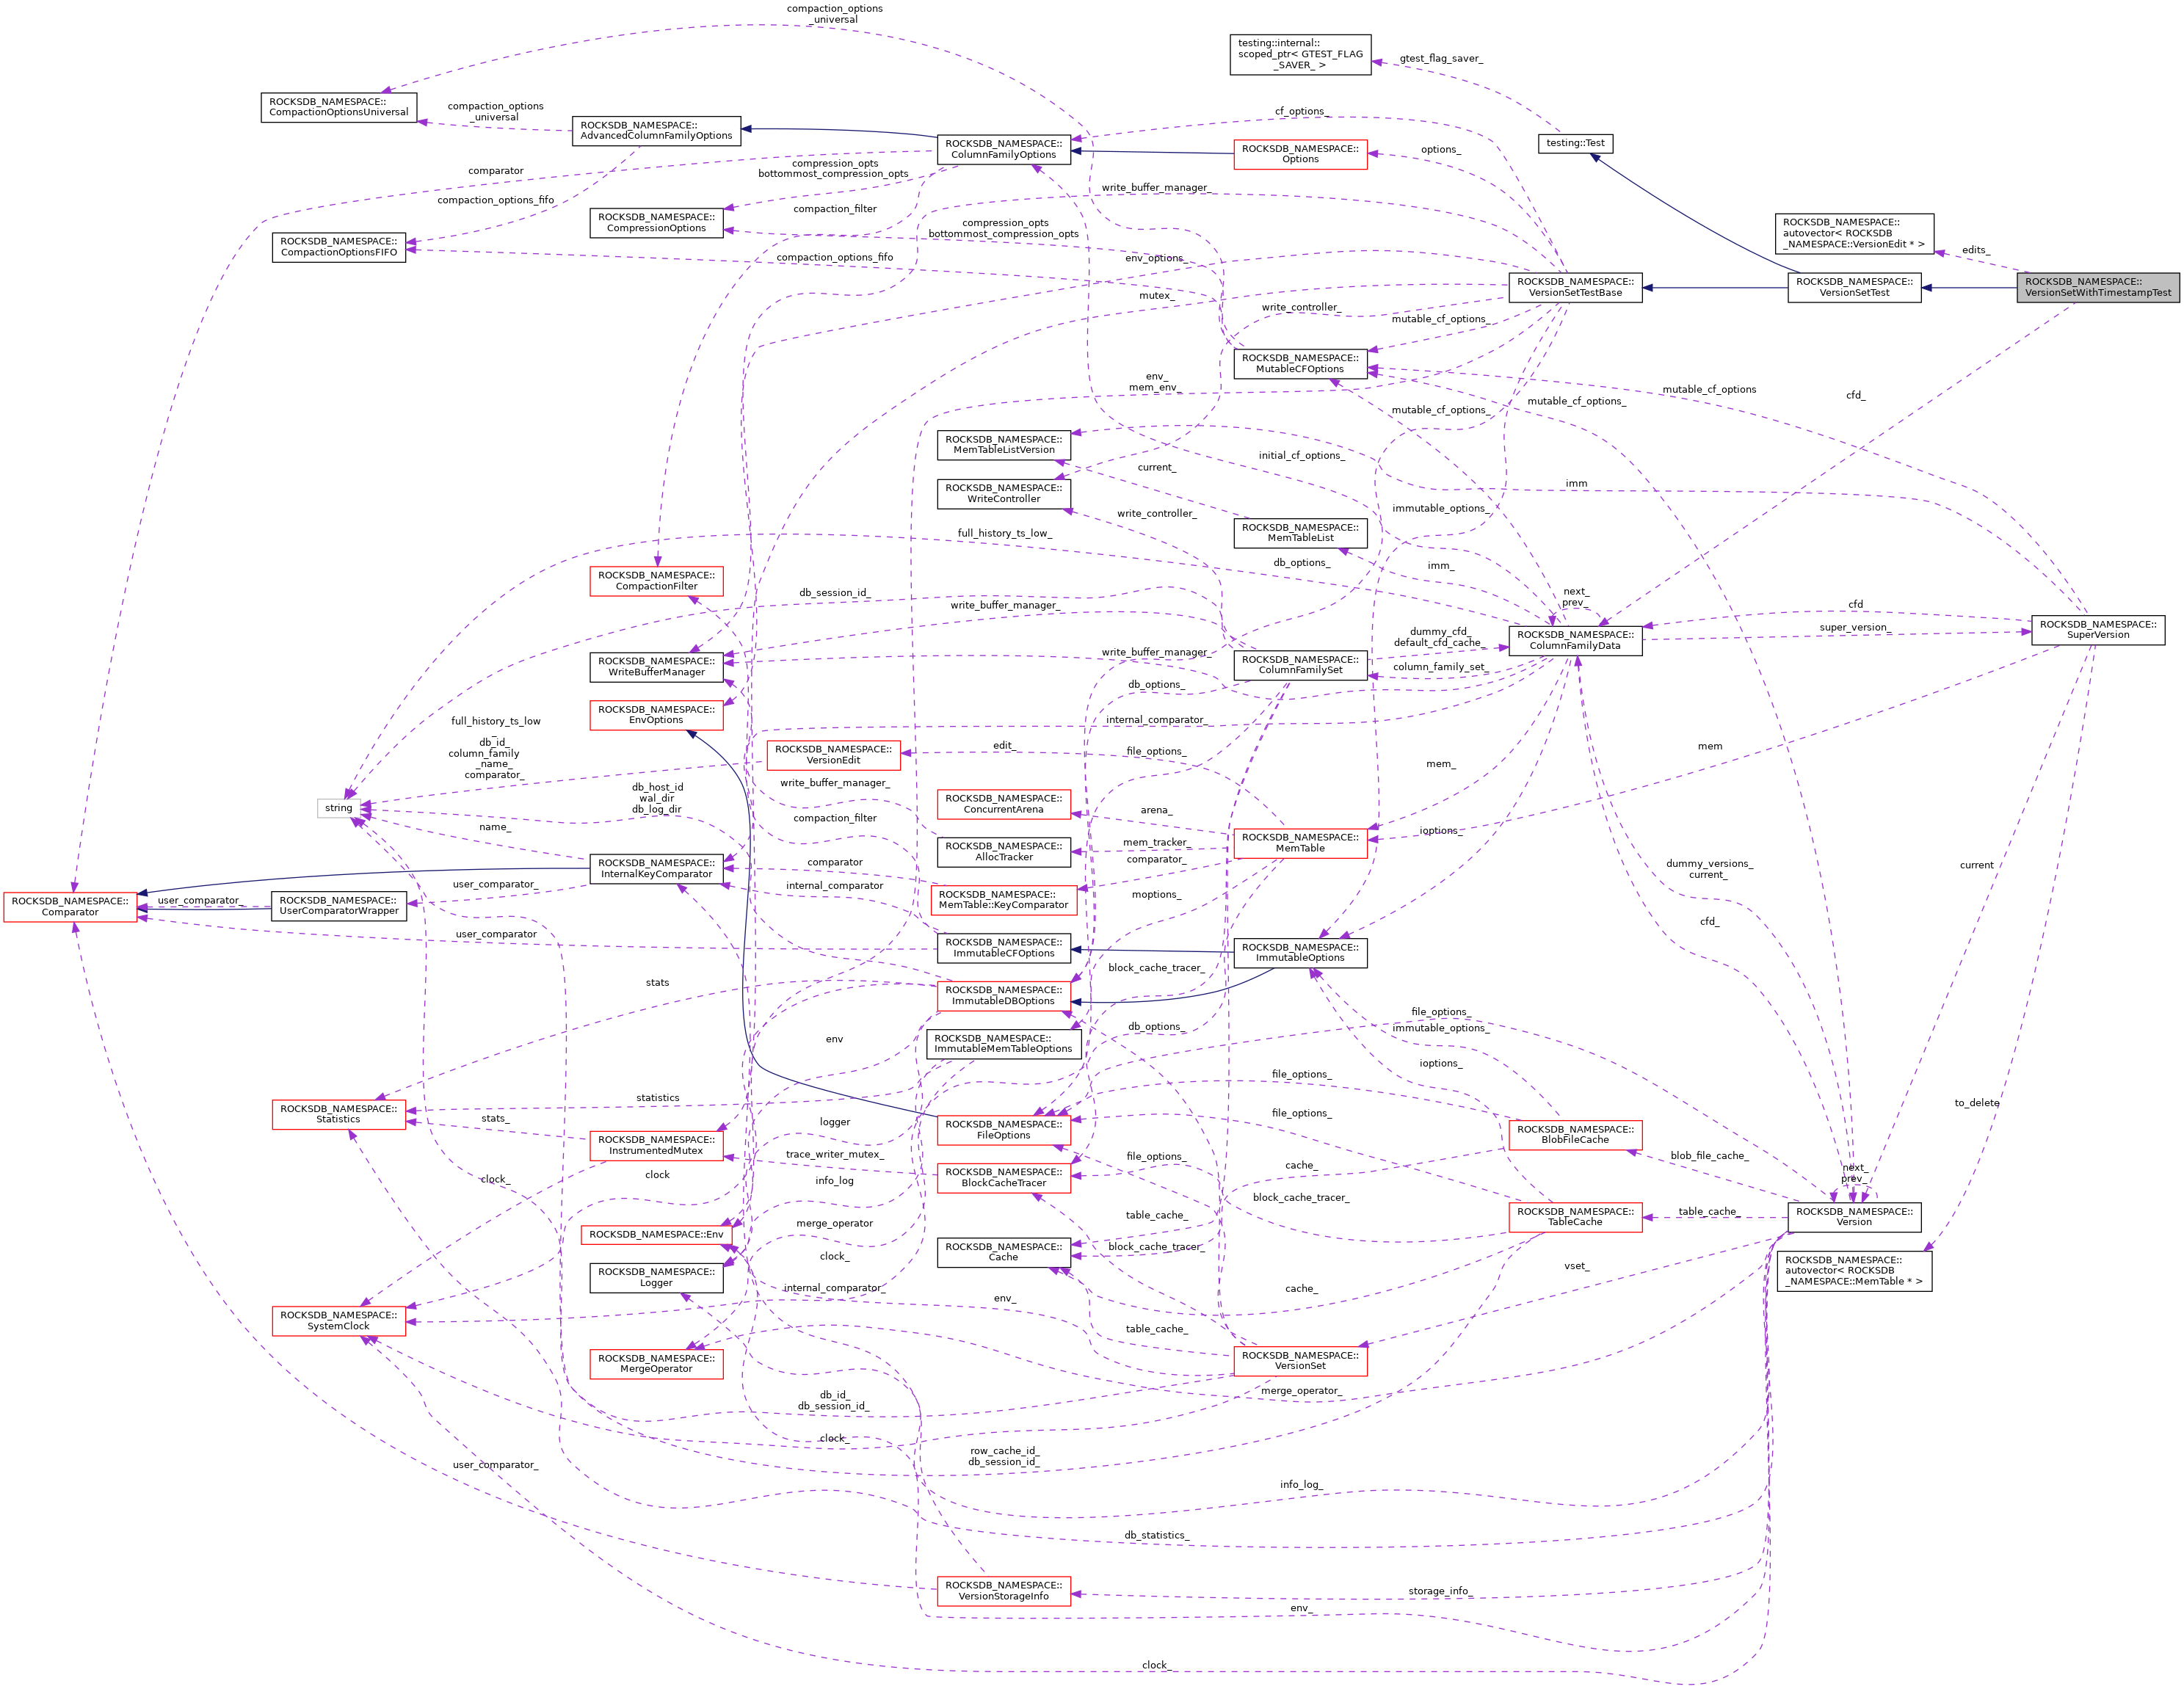 compaction_options
_universal
testing::internal::
scoped_ptr< GTEST_FLAG
_SAVER_ >
gtest_flag_saver_
ROCKSDB_NAMESPACE::
CompactionOptionsUniversal
compaction_options
_universal
ROCKSDB_NAMESPACE::
AdvancedColumnFamilyOptions
cf_options_
ROCKSDB_NAMESPACE::
ColumnFamilyOptions
ROCKSDB_NAMESPACE::
Options
options_
testing::Test
comparator
compression_opts
bottommost_compression_opts
compaction_options_fifo
write_buffer_manager_
ROCKSDB_NAMESPACE::
CompressionOptions
compaction_filter
compression_opts
bottommost_compression_opts
ROCKSDB_NAMESPACE::
autovector< ROCKSDB
_NAMESPACE::VersionEdit * >
edits_
ROCKSDB_NAMESPACE::
CompactionOptionsFIFO
compaction_options_fifo
env_options_
ROCKSDB_NAMESPACE::
VersionSetTestBase
ROCKSDB_NAMESPACE::
VersionSetTest
ROCKSDB_NAMESPACE::
VersionSetWithTimestampTest
mutex_
write_controller_
mutable_cf_options_
ROCKSDB_NAMESPACE::
MutableCFOptions
env_
mem_env_
mutable_cf_options
mutable_cf_options_
mutable_cf_options_
cfd_
ROCKSDB_NAMESPACE::
MemTableListVersion
initial_cf_options_
current_
imm
ROCKSDB_NAMESPACE::
WriteController
write_controller_
immutable_options_
ROCKSDB_NAMESPACE::
MemTableList
full_history_ts_low_
db_options_
imm_
ROCKSDB_NAMESPACE::
CompactionFilter
db_session_id_
write_buffer_manager_
next_
prev_
cfd
super_version_
ROCKSDB_NAMESPACE::
SuperVersion
dummy_cfd_
default_cfd_cache_
ROCKSDB_NAMESPACE::
ColumnFamilyData
ROCKSDB_NAMESPACE::
WriteBufferManager
write_buffer_manager_
ROCKSDB_NAMESPACE::
ColumnFamilySet
column_family_set_
db_options_
ROCKSDB_NAMESPACE::
EnvOptions
internal_comparator_
full_history_ts_low
_
db_id_
column_family
_name_
comparator_
ROCKSDB_NAMESPACE::
VersionEdit
edit_
file_options_
mem_
mem
write_buffer_manager_
db_host_id
wal_dir
db_log_dir
string
ROCKSDB_NAMESPACE::
ConcurrentArena
arena_
compaction_filter
name_
ROCKSDB_NAMESPACE::
AllocTracker
mem_tracker_
ROCKSDB_NAMESPACE::
MemTable
ioptions_
comparator
comparator_
ROCKSDB_NAMESPACE::
InternalKeyComparator
dummy_versions_
current_
current
user_comparator_
internal_comparator
ROCKSDB_NAMESPACE::
MemTable::KeyComparator
moptions_
ROCKSDB_NAMESPACE::
Comparator
user_comparator_
ROCKSDB_NAMESPACE::
UserComparatorWrapper
cfd_
user_comparator
ROCKSDB_NAMESPACE::
ImmutableCFOptions
ROCKSDB_NAMESPACE::
ImmutableOptions
block_cache_tracer_
stats
ROCKSDB_NAMESPACE::
ImmutableDBOptions
file_options_
immutable_options_
db_options_
env
ROCKSDB_NAMESPACE::
ImmutableMemTableOptions
ioptions_
file_options_
statistics
ROCKSDB_NAMESPACE::
Statistics
stats_
logger
file_options_
to_delete
ROCKSDB_NAMESPACE::
FileOptions
ROCKSDB_NAMESPACE::
BlobFileCache
ROCKSDB_NAMESPACE::
InstrumentedMutex
trace_writer_mutex_
file_options_
blob_file_cache_
cache_
ROCKSDB_NAMESPACE::
BlockCacheTracer
next_
prev_
clock_
clock
info_log
block_cache_tracer_
table_cache_
ROCKSDB_NAMESPACE::
TableCache
table_cache_
ROCKSDB_NAMESPACE::
Version
merge_operator
ROCKSDB_NAMESPACE::Env
block_cache_tracer_
ROCKSDB_NAMESPACE::
Cache
clock_
vset_
ROCKSDB_NAMESPACE::
autovector< ROCKSDB
_NAMESPACE::MemTable * >
ROCKSDB_NAMESPACE::
Logger
internal_comparator_
cache_
env_
ROCKSDB_NAMESPACE::
SystemClock
table_cache_
ROCKSDB_NAMESPACE::
MergeOperator
ROCKSDB_NAMESPACE::
VersionSet
merge_operator_
db_id_
db_session_id_
clock_
row_cache_id_
db_session_id_
user_comparator_
info_log_
db_statistics_
ROCKSDB_NAMESPACE::
VersionStorageInfo
storage_info_
env_
clock_